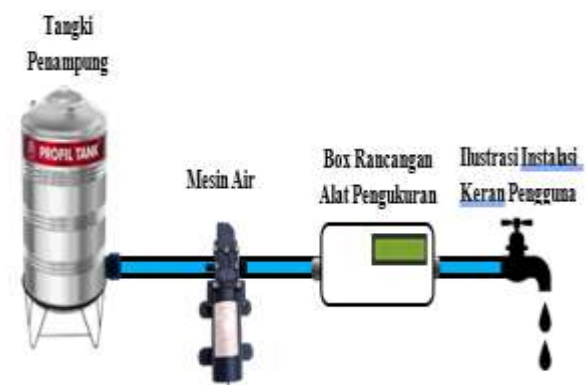 Tangki
Penampung
PROFIL TANK
Mesin Air
Box Rancangan
Alat Pengukuran
Ilustrasi Instalasi
Keran Pengguna